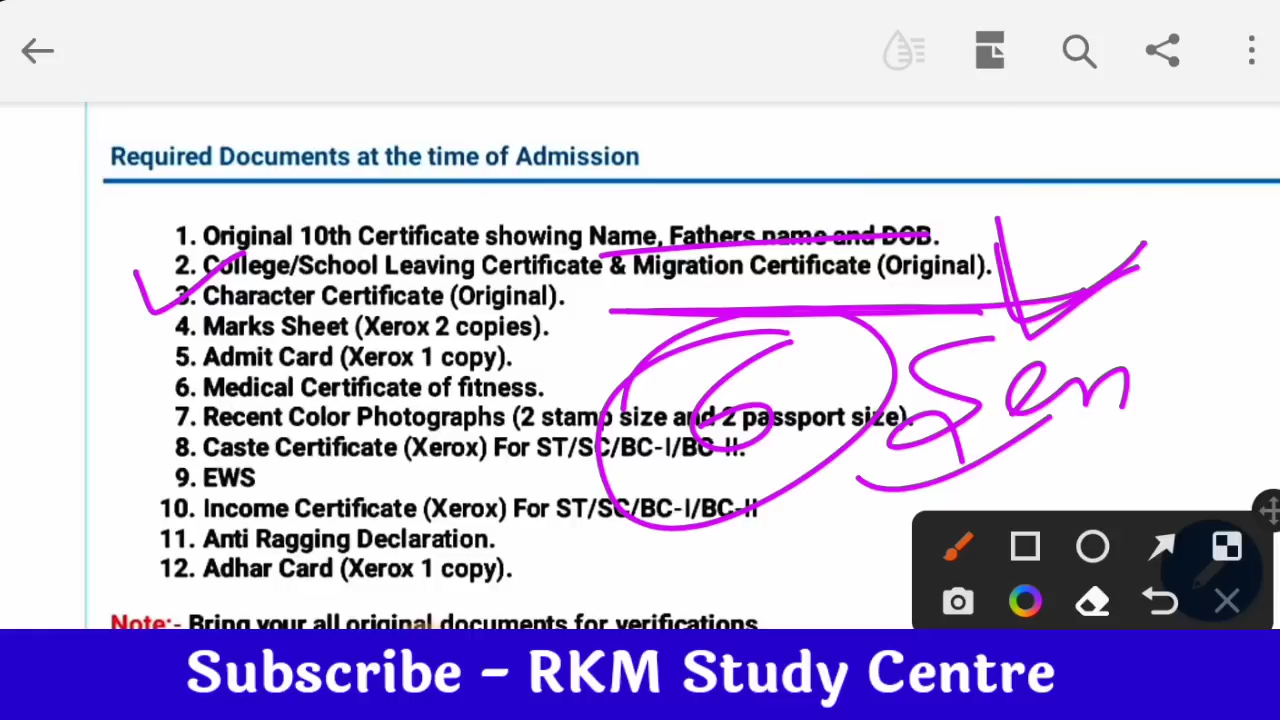 Required Documents at the time of Admission
1. Original 10th Certificate showing Name, Fathers name and DOB.
2. College/School Leaving Certificate & Migration Certificate (Original).
3. Character Certificate (Original).
4. Marks Sheet (Xerox 2 copies).
5. Admit Card (Xerox 1 copy).
6. Medical Certificate of fitness.
7. Recent Color Photographs (2 stamp size and 2 passport size).
8. Caste Certificate (Xerox) For ST/SC/BC-I/BC-II.
9. EWS
10. Income Certificate (Xerox) For ST/SC/BC-I/BC-II
11. Anti Ragging Declaration.
12. Adhar Card (Xerox 1 copy).
6 Sem
Note:- Bring your all original documents for verifications
Subscribe - RKM Study Centre